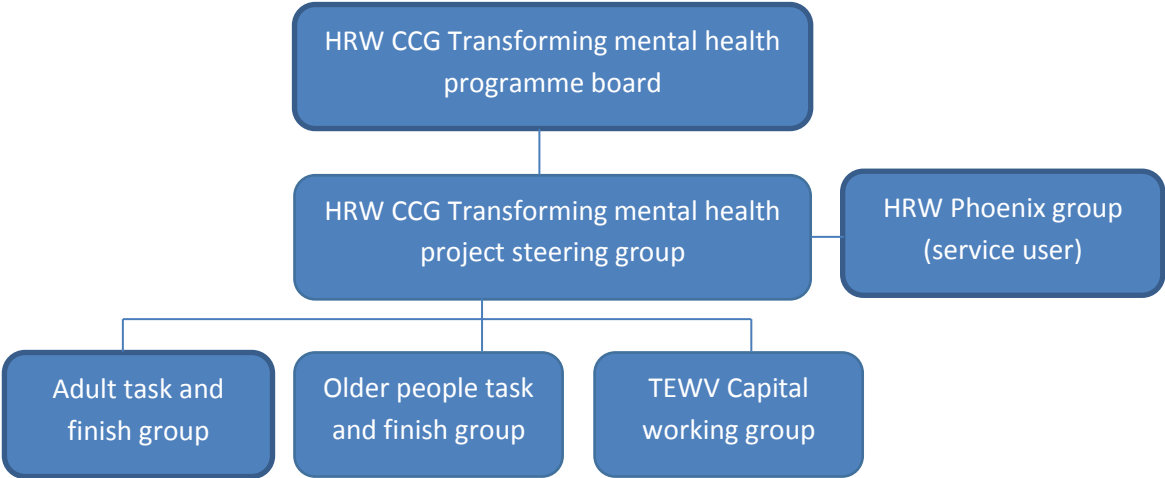 HRW CCG Transforming mental health
programme board
HRW CCG Transforming mental health
project steering group
HRW Phoenix group
(service user)
Adult task and
finish group
Older people task
and finish group
TEWV Capital
working group